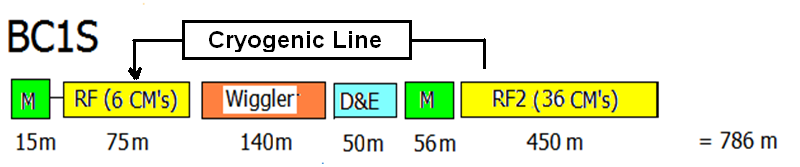 BC1S
Cryogenic Line
M RF (6 CM's) Wiggler D&E M RF2 (36 CM's)
15m 75m 140m 50m 56m 450 m = 786 m